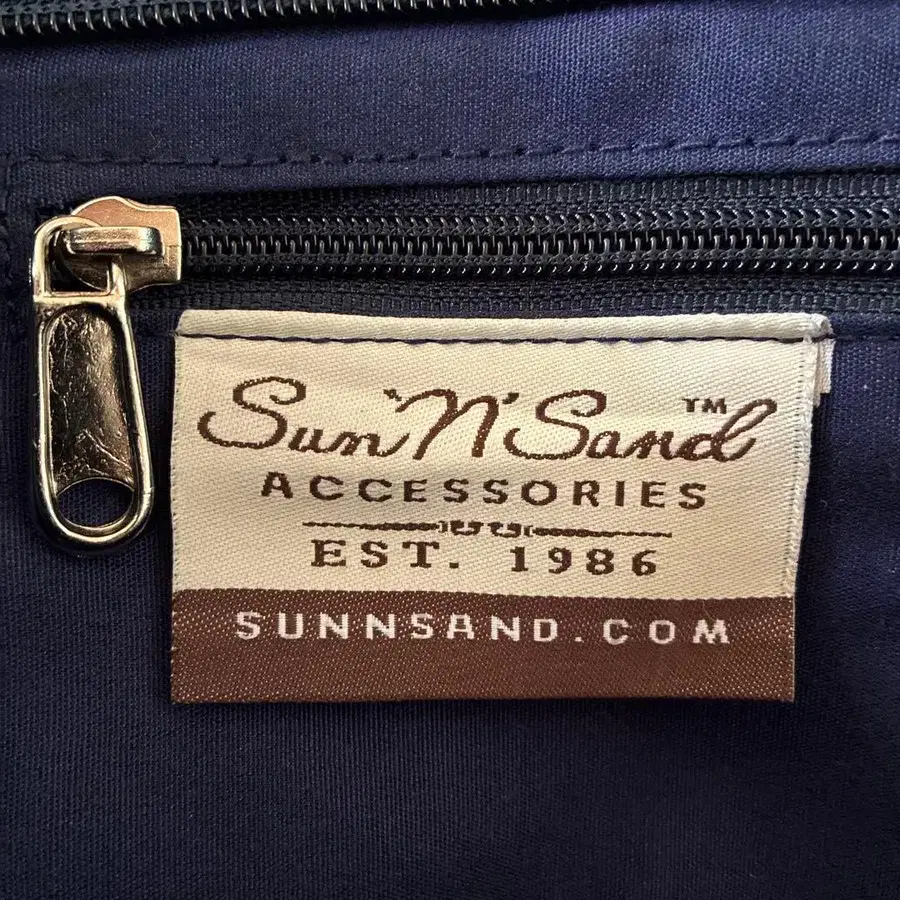 Sun 'N' Sand™
ACCESSORIES
EST. 1986
SUNNSAND.COM